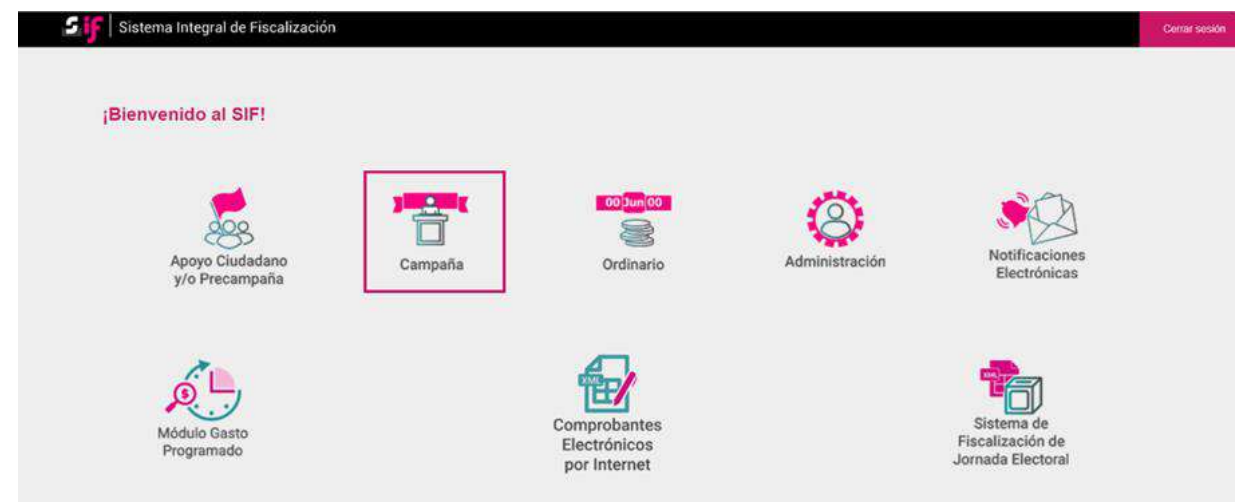 Sif Sistema Integral de Fiscalización
Cerrar sesión
¡Bienvenido al SIF!
Apoyo Ciudadano
y/o Precampaña
Campaña
00 Jun 00
Ordinario
Administración
Notificaciones
Electrónicas
$
Módulo Gasto
Programado
XML
Comprobantes
Electrónicos
por Internet
XML
Sistema de
Fiscalización de
Jornada Electoral